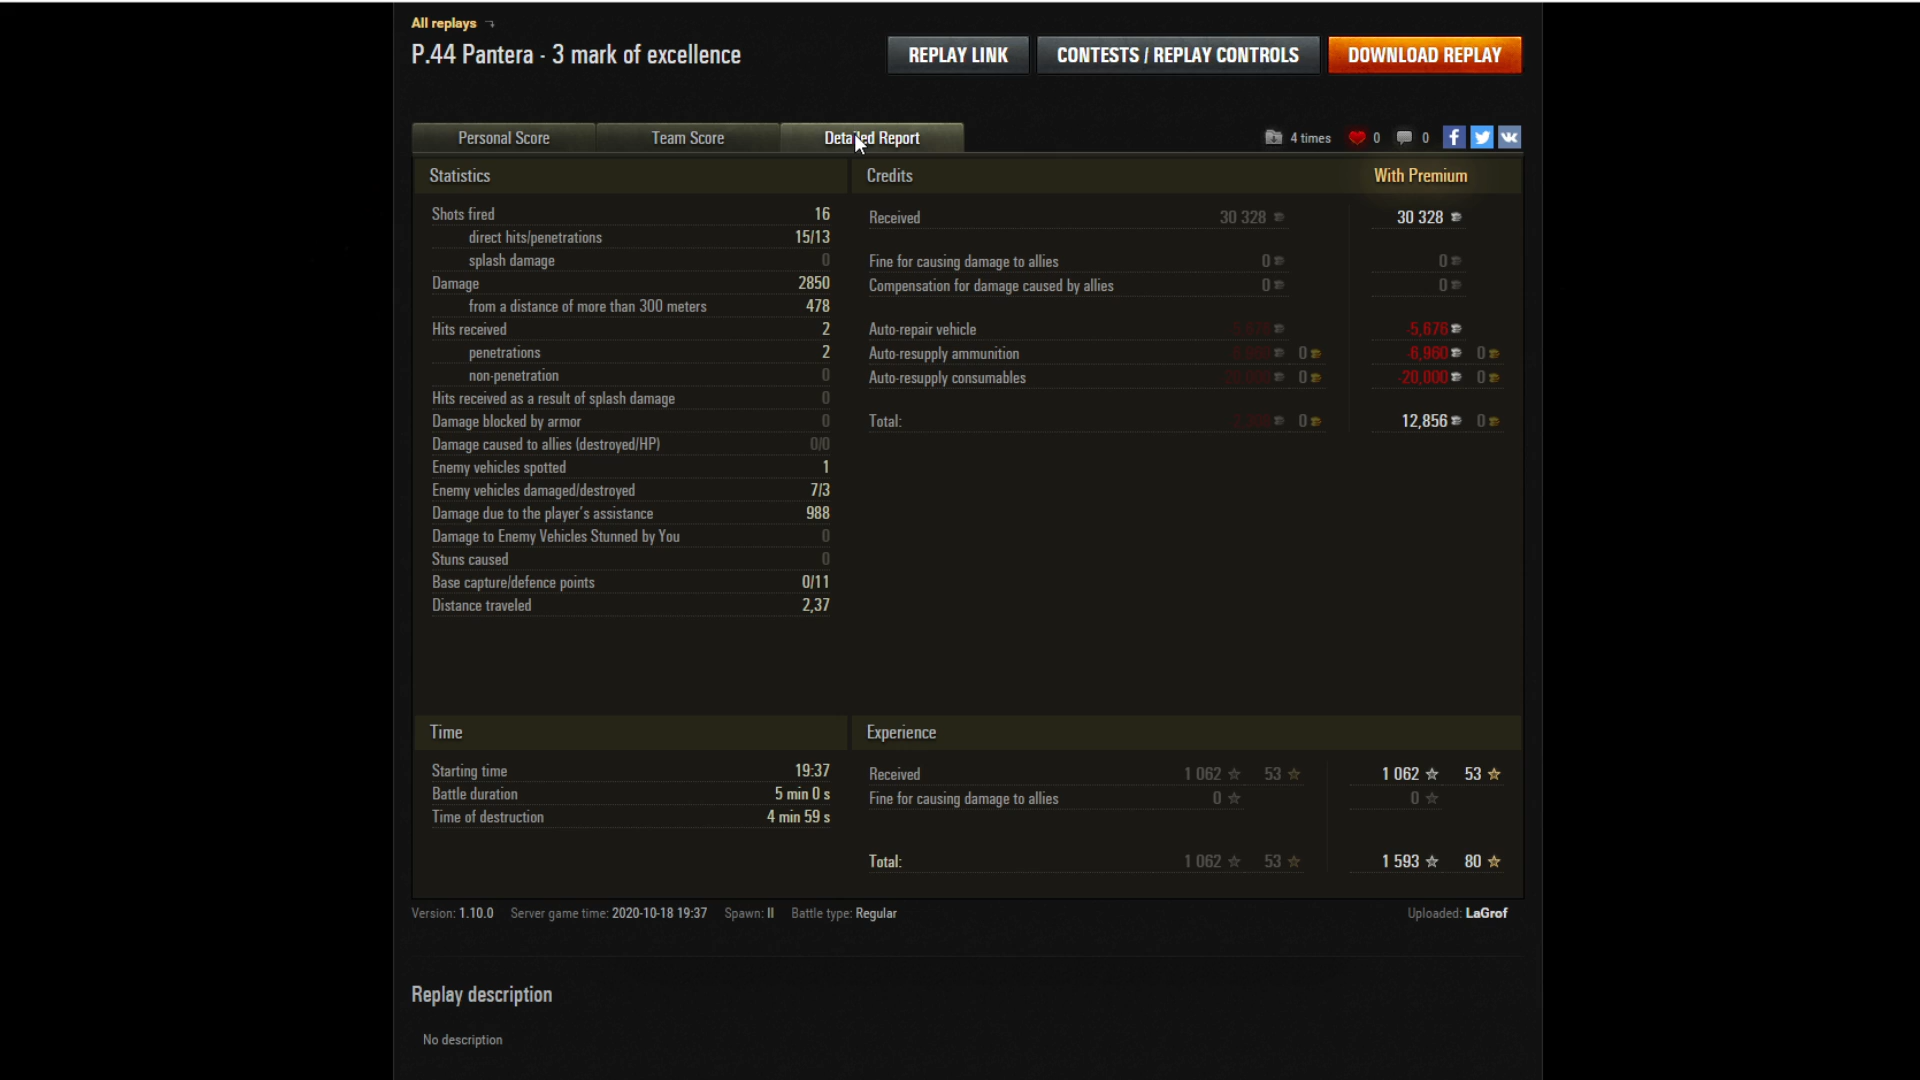 All replays
P.44 Pantera - 3 mark of excellence
REPLAY LINK
CONTESTS / REPLAY CONTROLS
DOWNLOAD REPLAY
Personal Score
Team Score
Detailed Report
4 times
0
0
Statistics
Shots fired 16
direct hits/penetrations 15/13
splash damage 0
Damage 2850
from a distance of more than 300 meters 478
Hits received 2
penetrations 2
non-penetration 0
Hits received as a result of splash damage 0
Damage blocked by armor 0
Damage caused to allies (destroyed/HP) 0/0
Enemy vehicles spotted 1
Enemy vehicles damaged/destroyed 7/3
Damage due to the player's assistance 988
Damage to Enemy Vehicles Stunned by You 0
Stuns caused 0
Base capture/defence points 0/11
Distance traveled 2,37
Credits With Premium
Received 30 328 30 328
Fine for causing damage to allies 0 0
Compensation for damage caused by allies 0 0
Auto-repair vehicle -5,676
Auto-resupply ammunition 0 -6,960 0
Auto-resupply consumables -20,000 0 -20,000 0
Total: 0 12,856 0
Time
Starting time 19:37
Battle duration 5 min 0 s
Time of destruction 4 min 59 s
Experience
Received 1 062 53 1 062 53
Fine for causing damage to allies 0 0
Total: 1 062 53 1 593 80
Version: 1.10.0 Server game time: 2020-10-18 19:37 Spawn: II Battle type: Regular Uploaded: LaGrof
Replay description
No description